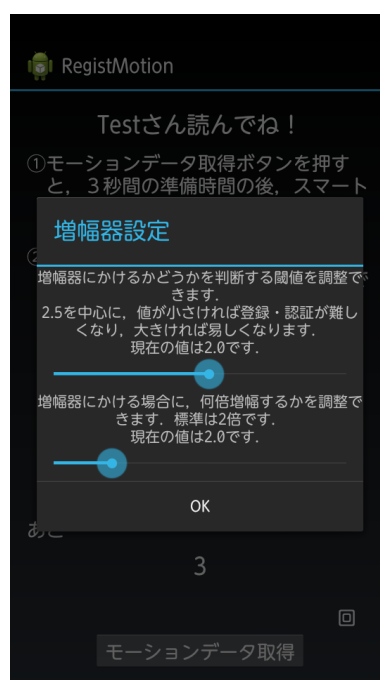 RegistMotion
Testさん読んでね！
①モーションデータ取得ボタンを押す
と，３秒間の準備時間の後，スマート
増幅器設定
増幅器にかけるかどうかを判断する閾値を調整で
きます．
2.5を中心に，値が小さければ登録・認証が難し
くなり，大きければ易しくなります．
現在の値は2.0です．
増幅器にかける場合に，何倍増幅するかを調整で
きます．標準は2倍です．
現在の値は2.0です．
OK
3
モーションデータ取得